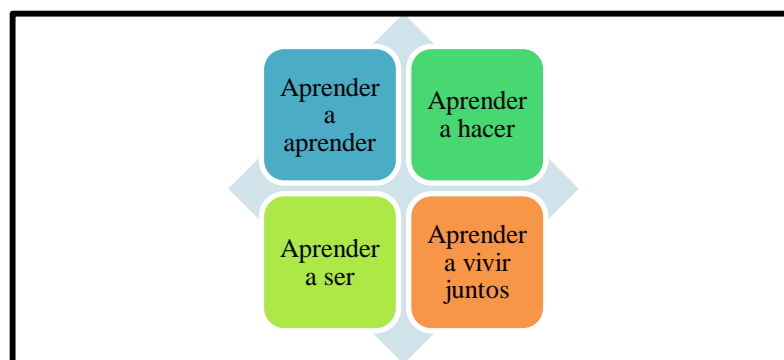 Aprender
a
aprender
Aprender
a hacer
Aprender
a ser
Aprender
a vivir
juntos